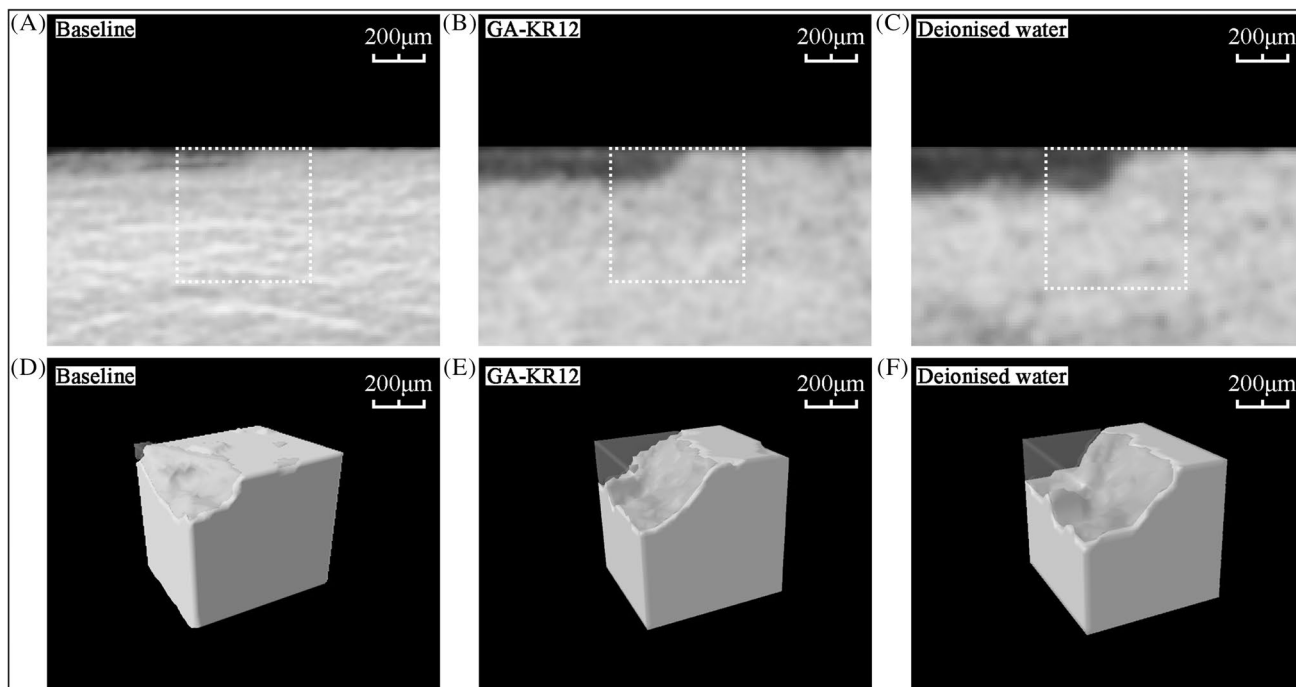 (A) Baseline 200μm
(B) GA-KR12 200μm
(C) Deionised water 200μm
(D) Baseline 200μm
(E) GA-KR12 200μm
(F) Deionised water 200μm